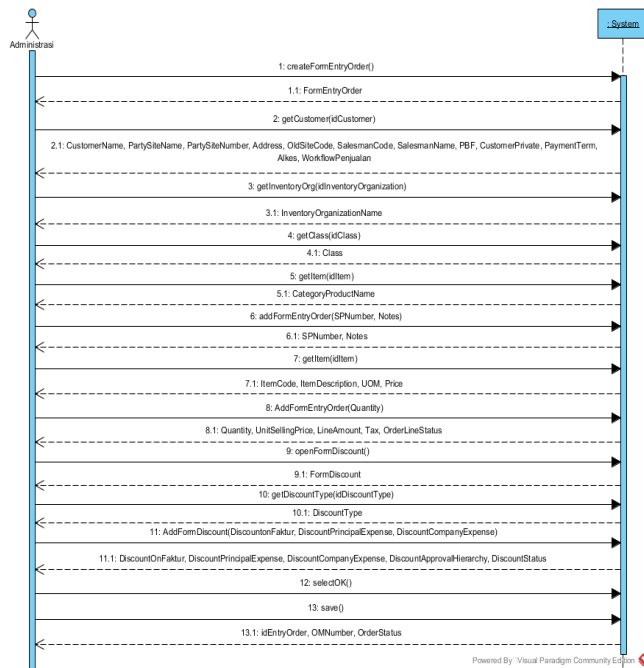 : System
Administrasi
1: createFormEntryOrder()
1.1: FormEntryOrder
2: getCustomer(idCustomer)
2.1: CustomerName, PartySiteName, PartySiteNumber, Address, OldSiteCode, SalesmanCode, SalesmanName, PBF, CustomerPrivate, PaymentTerm,
Alkes, WorkflowPenjualan
3: getInventoryOrg(idInventoryOrganization)
3.1: InventoryOrganizationName
4: getClass(idClass)
4.1: Class
5: getItem(idItem)
5.1: CategoryProductName
6: addFormEntryOrder(SPNumber, Notes)
6.1: SPNumber, Notes
7: getItem(idItem)
7.1: ItemCode, ItemDescription, UOM, Price
8: AddFormEntryOrder(Quantity)
8.1: Quantity, UnitSellingPrice, LineAmount, Tax, OrderLineStatus
9: openFormDiscount()
9.1: FormDiscount
10: getDiscountType(idDiscountType)
10.1: DiscountType
11: AddFormDiscount(DiscountonFaktur, DiscountPrincipalExpense, DiscountCompanyExpense)
11.1: DiscountOnFaktur, DiscountPrincipalExpense, DiscountCompanyExpense, DiscountApprovalHierarchy, DiscountStatus
12: selectOK()
13: save()
13.1: idEntryOrder, OMNumber, OrderStatus
Powered By Visual Paradigm Community Edition